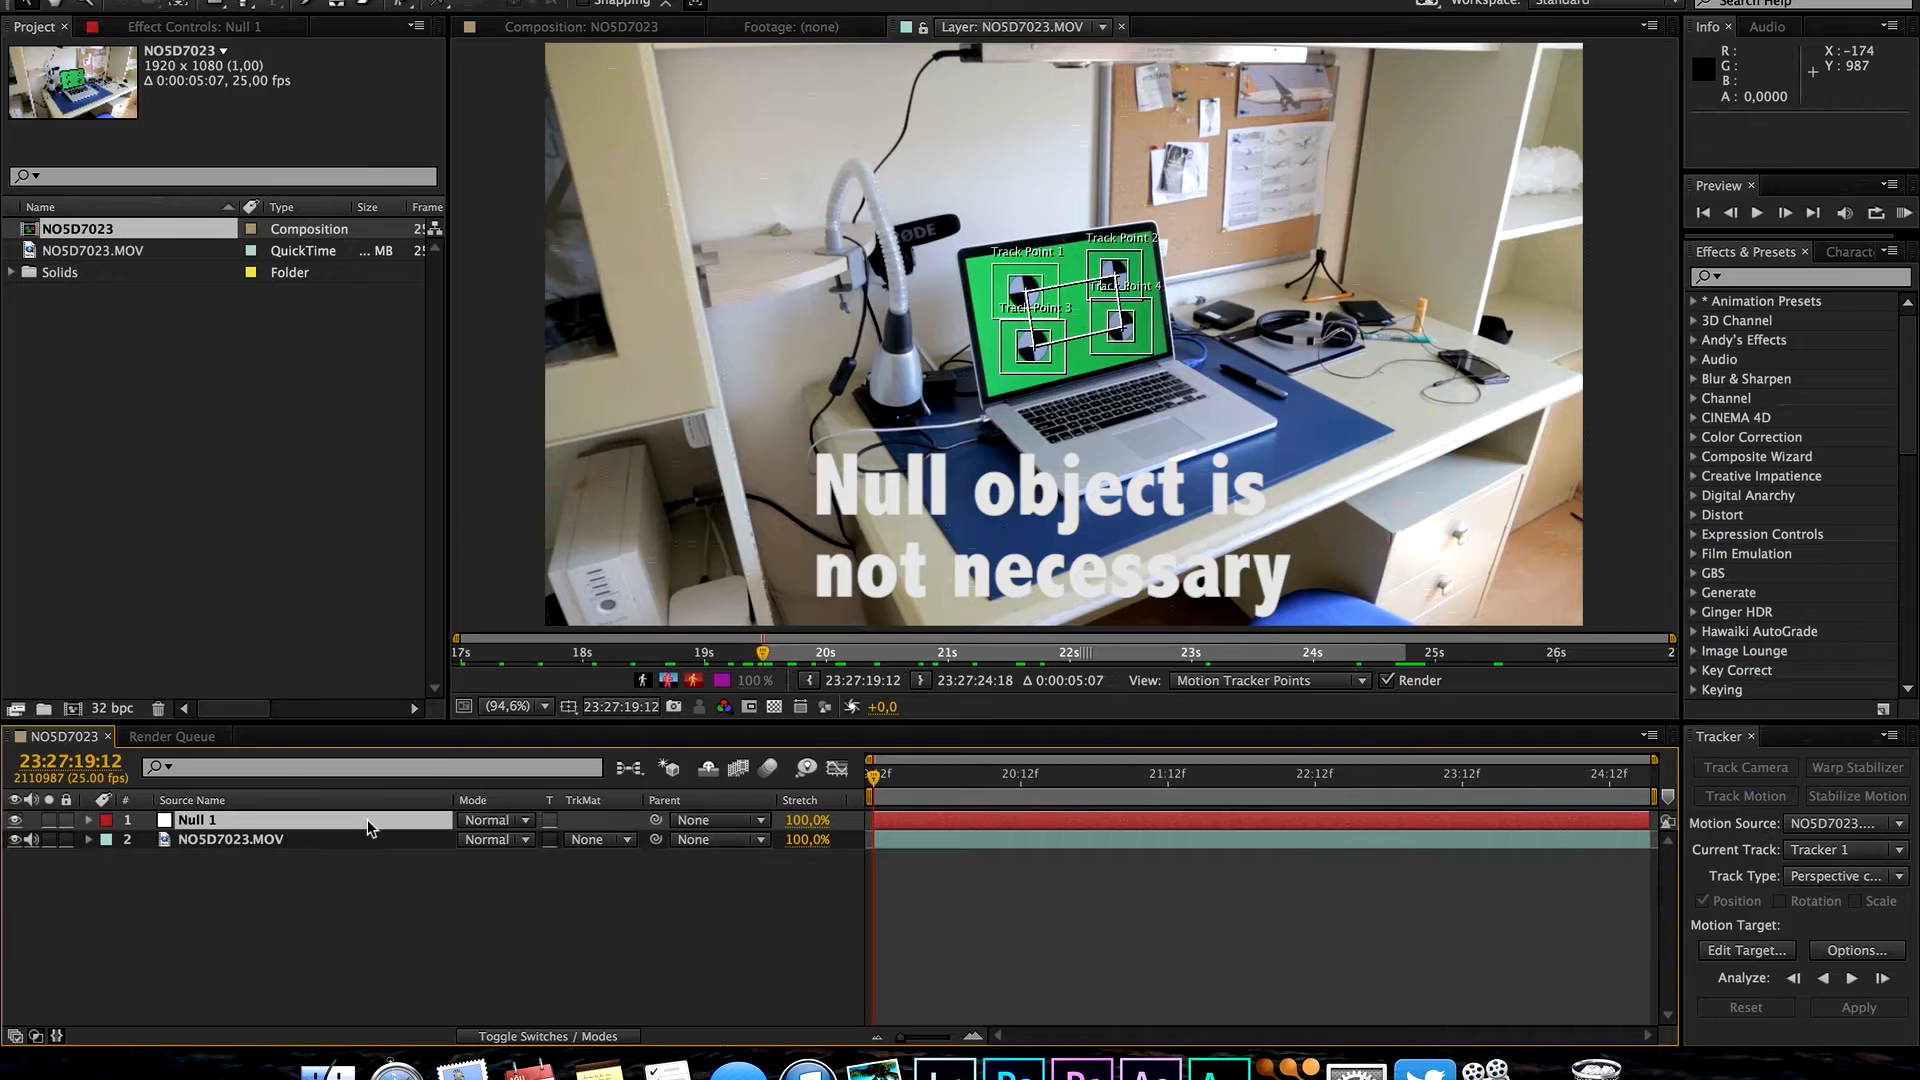 Snapping
Workspace:
Standard
Search Help
Project
Effect Controls: Null 1
Composition: NO5D7023
Footage: (none)
Layer: NO5D7023.MOV
Info
Audio
NO5D7023
1920 x 1080 (1,00)
Δ 0:00:05:07, 25,00 fps
R :
G :
B :
A : 0,0000
X : -174
Y : 987
Name
Type
Size
Frame
NO5D7023
Composition
NO5D7023.MOV
QuickTime
... MB
Solids
Folder
Track Point 1
Track Point 2
Track Point 3
Track Point 4
RØDE
Null object is
not necessary
Preview
Effects & Presets
Charact
* Animation Presets
3D Channel
Andy's Effects
Audio
Blur & Sharpen
Channel
CINEMA 4D
Color Correction
Composite Wizard
Creative Impatience
Digital Anarchy
Distort
Expression Controls
Film Emulation
GBS
Generate
Ginger HDR
Hawaiki AutoGrade
Image Lounge
Key Correct
Keying
17s 18s 19s 20s 21s 22s 23s 24s 25s 26s 2
100 %
23:27:19:12
23:27:24:18
Δ 0:00:05:07
View:
Motion Tracker Points
Render
32 bpc
(94,6%)
23:27:19:12
+0,0
NO5D7023
Render Queue
23:27:19:12
2110987 (25.00 fps)
:12f 20:12f 21:12f 22:12f 23:12f 24:12f
# Source Name Mode T TrkMat Parent Stretch
1 Null 1 Normal None 100,0%
2 NO5D7023.MOV Normal None None 100,0%
Toggle Switches / Modes
Tracker
Track Camera
Warp Stabilizer
Track Motion
Stabilize Motion
Motion Source: NO5D7023....
Current Track: Tracker 1
Track Type: Perspective c...
Position
Rotation
Scale
Motion Target:
Edit Target...
Options...
Analyze:
Reset
Apply